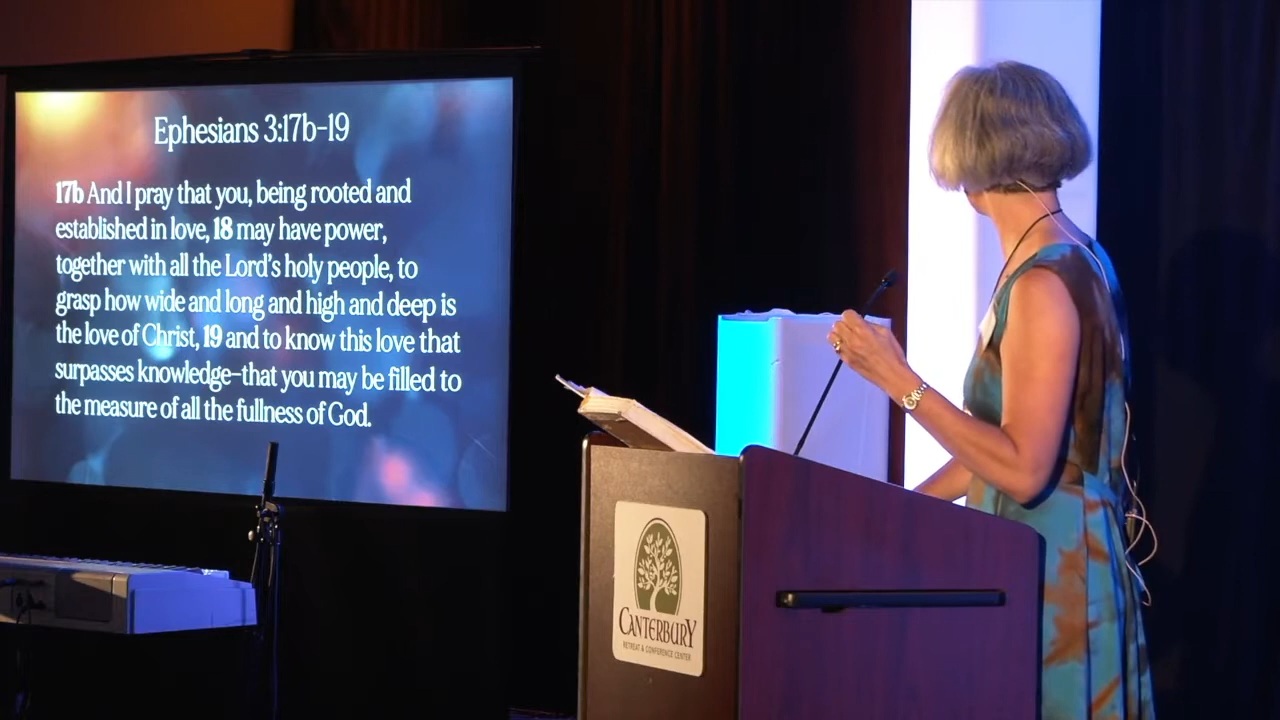 Ephesians 3:17b-19
17b And I pray that you, being rooted and
established in love, 18 may have power,
together with all the Lord's holy people, to
grasp how wide and long and high and deep is
the love of Christ, 19 and to know this love that
surpasses knowledge–that you may be filled to
the measure of all the fullness of God.
CANTERBURY
RETREAT & CONFERENCE CENTER